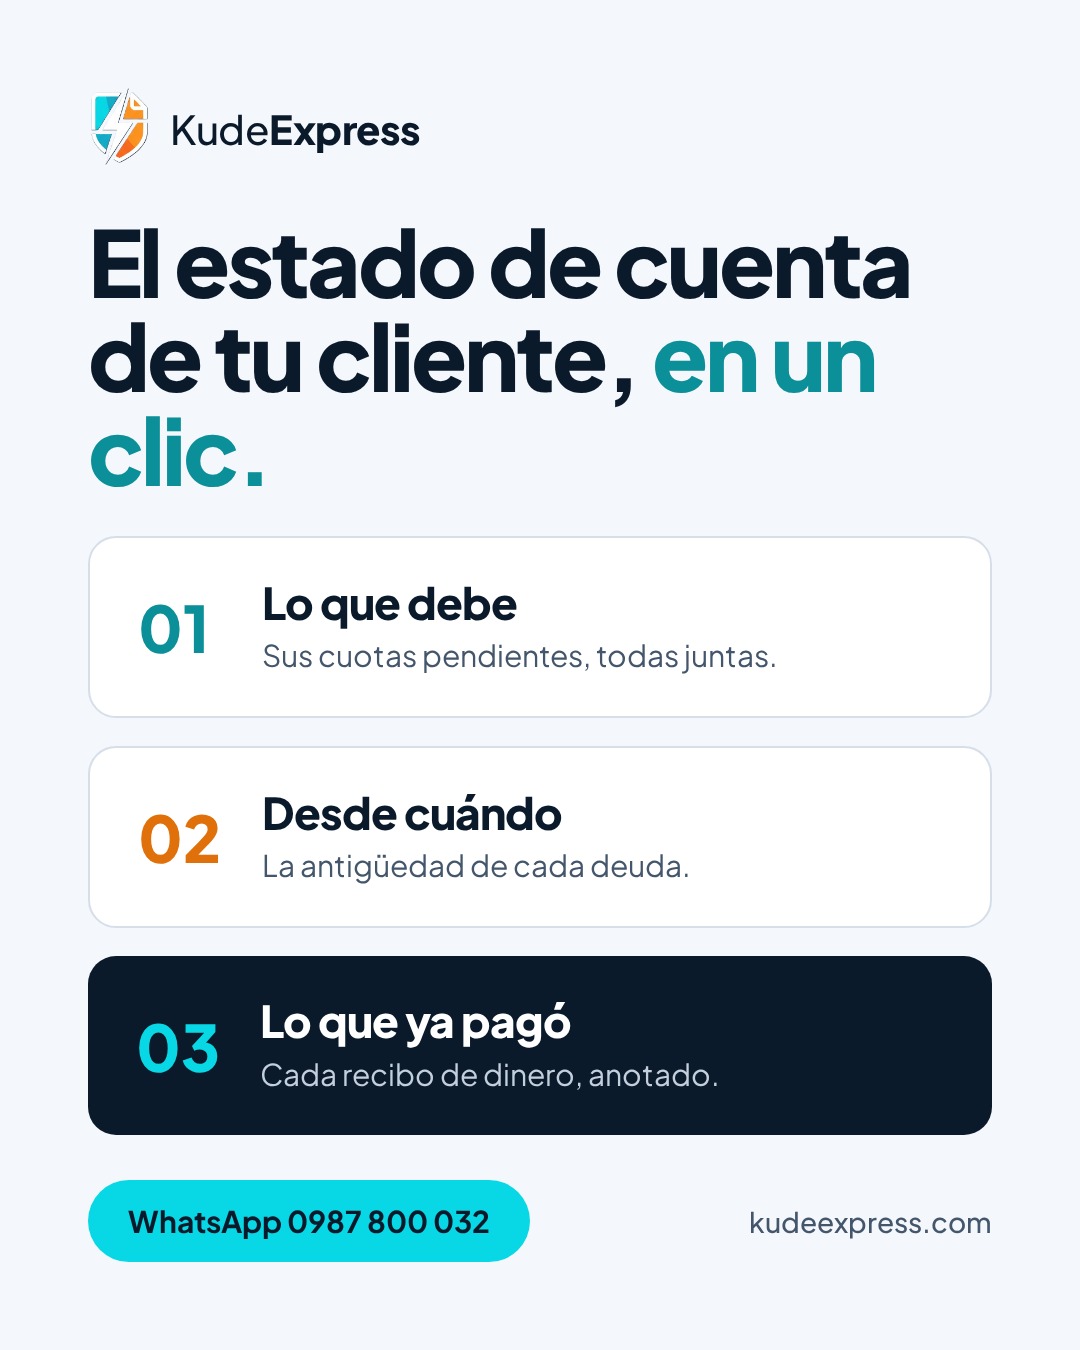 KudeExpress
El estado de cuenta
de tu cliente, en un
clic.
01
Lo que debe
Sus cuotas pendientes, todas juntas.
02
Desde cuándo
La antigüedad de cada deuda.
03
Lo que ya pagó
Cada recibo de dinero, anotado.
WhatsApp 0987 800 032
kudeexpress.com